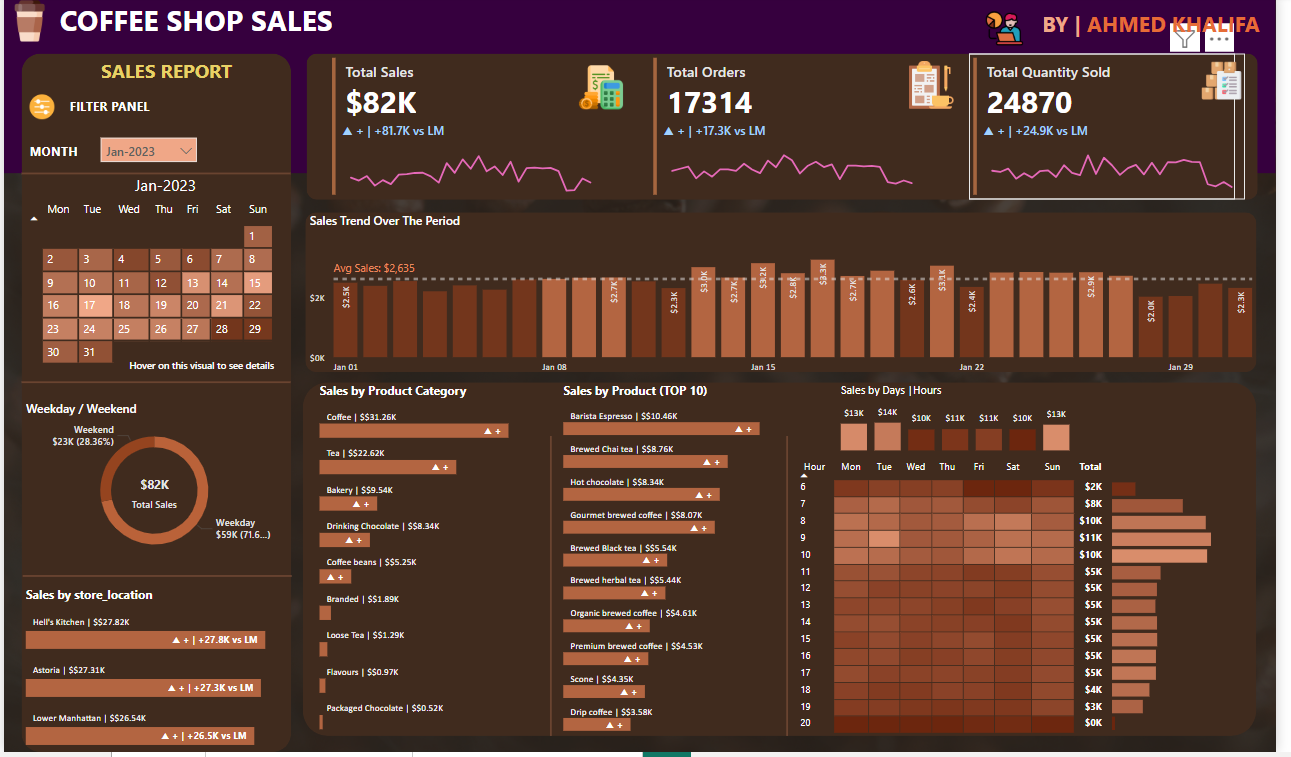 COFFEE SHOP SALES
BY | AHMED KHALIFA
SALES REPORT
FILTER PANEL
MONTH
Jan-2023
Jan-2023
Mon Tue Wed Thu Fri Sat Sun
1
2 3 4 5 6 7 8
9 10 11 12 13 14 15
16 17 18 19 20 21 22
23 24 25 26 27 28 29
30 31
Hover on this visual to see details
Weekday / Weekend
Weekend
$23K (28.36%)
$82K
Total Sales
Weekday
$59K (71.6...)
Sales by store_location
Hell's Kitchen | $$27.82K
▲ + | +27.8K vs LM
Astoria | $$27.31K
▲ + | +27.3K vs LM
Lower Manhattan | $$26.54K
▲ + | +26.5K vs LM
Total Sales
$82K
▲ + | +81.7K vs LM
Total Orders
17314
▲ + | +17.3K vs LM
Total Quantity Sold
24870
▲ + | +24.9K vs LM
Sales Trend Over The Period
Avg Sales: $2,635
$2K
$0K
$2.5K $2.7K $2.3K $3.0K $2.7K $3.2K $2.8K $3.3K $2.7K $2.6K $3.1K $2.4K $2.9K $2.0K $2.3K
Jan 01 Jan 08 Jan 15 Jan 22 Jan 29
Sales by Product Category
Coffee | $$31.26K
▲ +
Tea | $$22.62K
▲ +
Bakery | $$9.54K
▲ +
Drinking Chocolate | $$8.34K
▲ +
Coffee beans | $$5.25K
▲ +
Branded | $$1.89K
Loose Tea | $$1.29K
Flavours | $$0.97K
Packaged Chocolate | $$0.52K
Sales by Product (TOP 10)
Barista Espresso | $$10.46K
▲ +
Brewed Chai tea | $$8.76K
▲ +
Hot chocolate | $$8.34K
▲ +
Gourmet brewed coffee | $$8.07K
▲ +
Brewed Black tea | $$5.54K
▲ +
Brewed herbal tea | $$5.44K
▲ +
Organic brewed coffee | $$4.61K
▲ +
Premium brewed coffee | $$4.53K
▲ +
Scone | $$4.35K
▲ +
Drip coffee | $$3.58K
▲ +
Sales by Days |Hours
$13K $14K $10K $11K $11K $10K $13K
Hour Mon Tue Wed Thu Fri Sat Sun Total
6 $2K
7 $8K
8 $10K
9 $11K
10 $10K
11 $5K
12 $5K
13 $5K
14 $5K
15 $5K
16 $5K
17 $5K
18 $4K
19 $3K
20 $0K